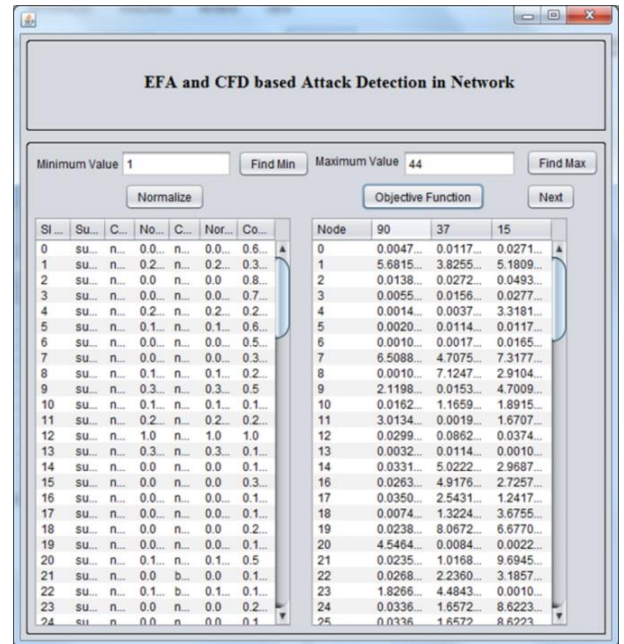 EFA and CFD based Attack Detection in Network
Minimum Value 1 Find Min Maximum Value 44 Find Max
Normalize Objective Function Next
Sl ... Su... C... No... C... Nor... Co...
0 su... n... 0.0... n... 0.0... 0.6...
1 su... n... 0.2... n... 0.2... 0.3...
2 su... n... 0.0 n... 0.0 0.8...
3 su... n... 0.0... n... 0.0... 0.7...
4 su... n... 0.2... n... 0.2... 0.2...
5 su... n... 0.1... n... 0.1... 0.6...
6 su... n... 0.0... n... 0.0... 0.5...
7 su... n... 0.0... n... 0.0... 0.3...
8 su... n... 0.1... n... 0.1... 0.2...
9 su... n... 0.3... n... 0.3... 0.5
10 su... n... 0.1... n... 0.1... 0.1...
11 su... n... 0.2... n... 0.2... 0.2...
12 su... n... 1.0 n... 1.0 1.0
13 su... n... 0.3... n... 0.3... 0.1...
14 su... n... 0.0 n... 0.0 0.1...
15 su... n... 0.0 n... 0.0 0.3...
16 su... n... 0.0... n... 0.0... 0.1...
17 su... n... 0.0... n... 0.0... 0.1...
18 su... n... 0.0 n... 0.0 0.2...
19 su... n... 0.0... n... 0.0... 0.1...
20 su... n... 0.1... n... 0.1... 0.5
21 su... n... 0.0 b... 0.0 0.1...
22 su... n... 0.1... b... 0.1... 0.1...
23 su... n... 0.0 n... 0.0 0.2...
24 su... n... 0.0 n... 0.0 0.1...
Node 90 37 15
0 0.0047... 0.0117... 0.0271...
1 5.6815... 3.8255... 5.1809...
2 0.0138... 0.0272... 0.0493...
3 0.0055... 0.0156... 0.0277...
4 0.0014... 0.0037... 3.3181...
5 0.0020... 0.0114... 0.0117...
6 0.0010... 0.0017... 0.0165...
7 6.5088... 4.7075... 7.3177...
8 0.0010... 7.1247... 2.9104...
9 2.1198... 0.0153... 4.7009...
10 0.0162... 1.1659... 1.8915...
11 3.0134... 0.0019... 1.6707...
12 0.0299... 0.0862... 0.0374...
13 0.0032... 0.0114... 0.0010...
14 0.0331... 5.0222... 2.9687...
16 0.0263... 4.9176... 2.7257...
17 0.0350... 2.5431... 1.2417...
18 0.0074... 1.3224... 3.6755...
19 0.0238... 8.0672... 6.6770...
20 4.5464... 0.0084... 0.0022...
21 0.0235... 1.0168... 9.6945...
22 0.0268... 2.2360... 3.1857...
23 1.8266... 4.4843... 0.0010...
24 0.0336... 1.6572... 8.6223...
25 0.0336... 1.6572... 8.6223...